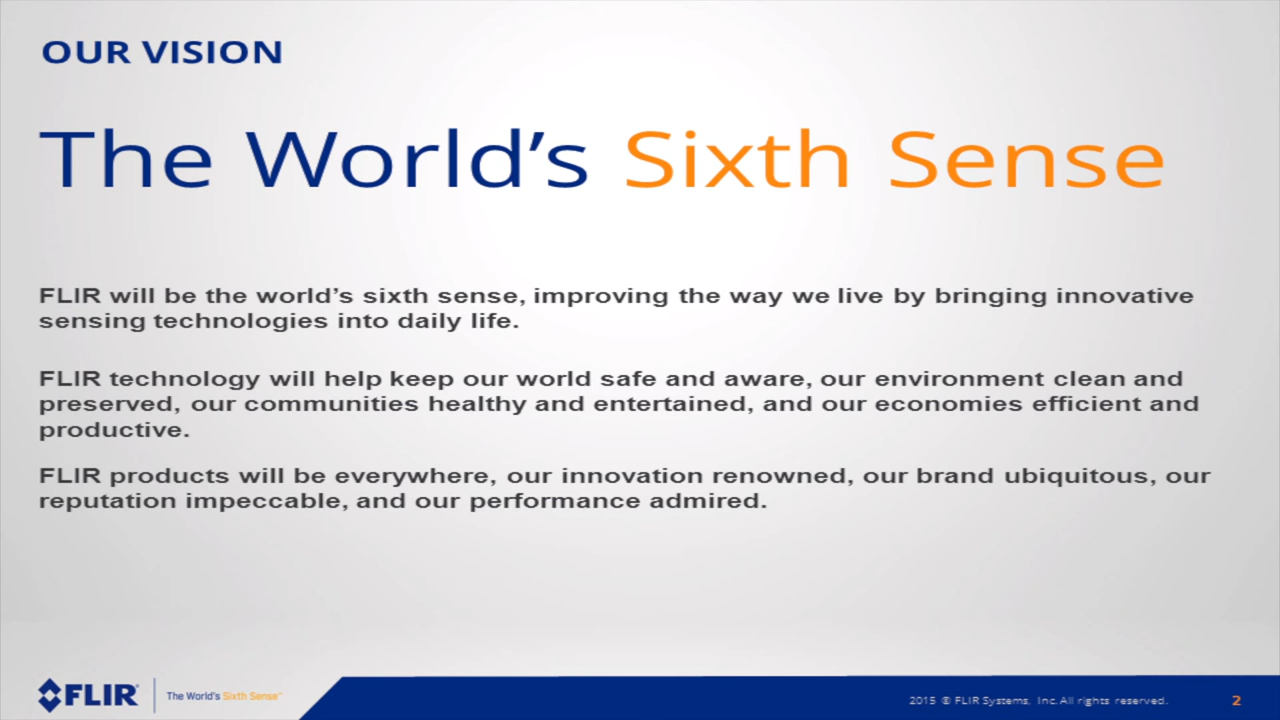 OUR VISION
The World’s Sixth Sense
FLIR will be the world’s sixth sense, improving the way we live by bringing innovative
sensing technologies into daily life.
FLIR technology will help keep our world safe and aware, our environment clean and
preserved, our communities healthy and entertained, and our economies efficient and
productive.
FLIR products will be everywhere, our innovation renowned, our brand ubiquitous, our
reputation impeccable, and our performance admired.
FLIR® The World's Sixth Sense™
2015 © FLIR Systems, Inc. All rights reserved. 2